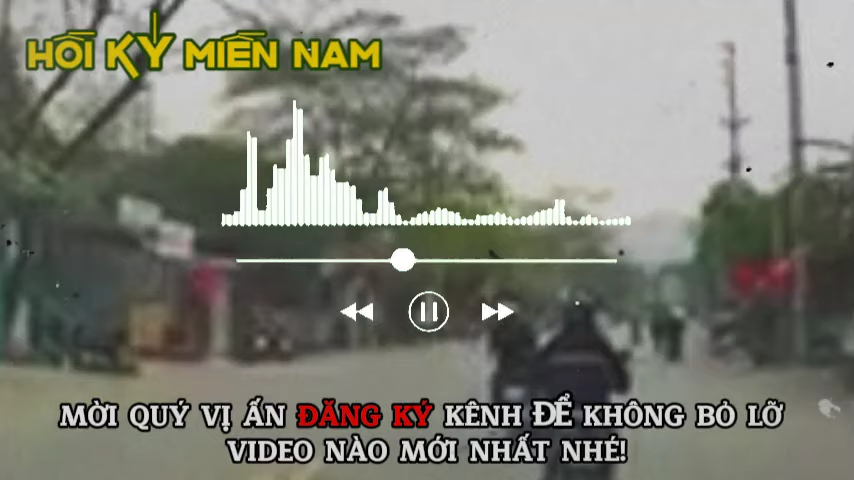 HỒI KÝ MIỀN NAM
MỜI QUÝ VỊ ẤN ĐĂNG KÝ KÊNH ĐỂ KHÔNG BỎ LỠ
VIDEO NÀO MỚI NHẤT NHÉ!